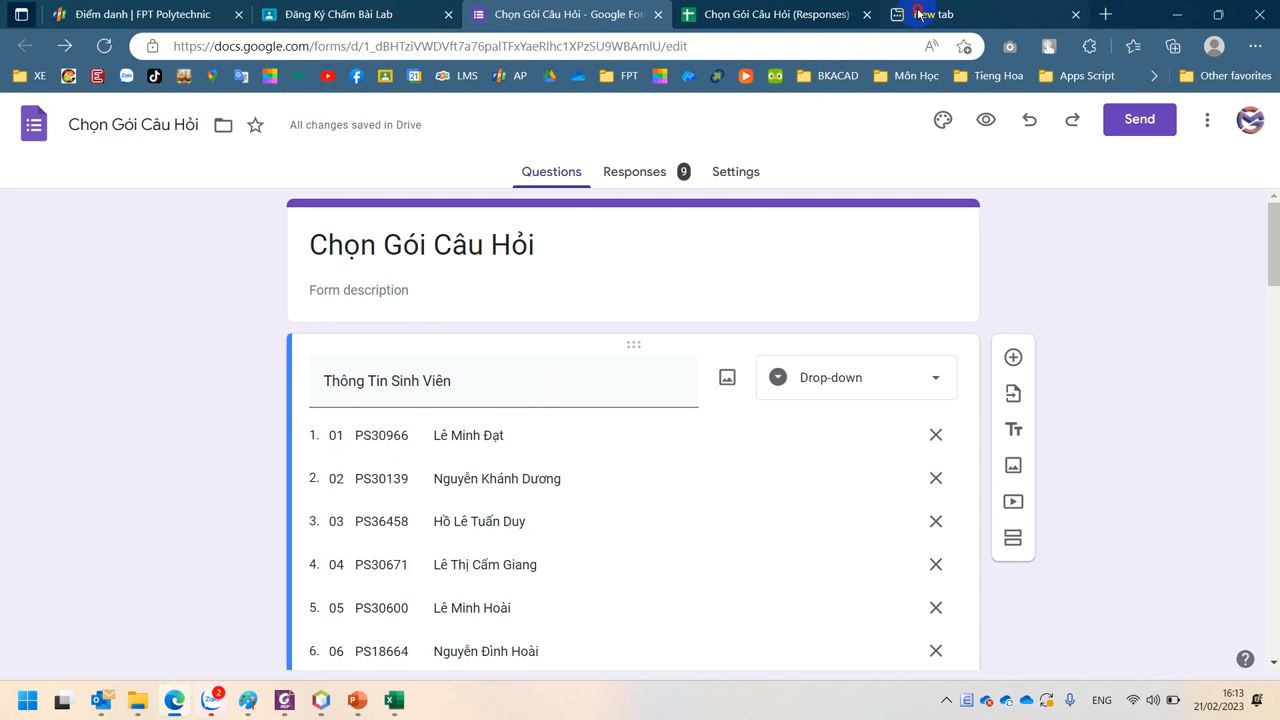 Điểm danh | FPT Polytechnic
Đăng Ký Chấm Bài Lab
Chọn Gói Câu Hỏi - Google For
Chọn Gói Câu Hỏi (Responses)
New tab
https://docs.google.com/forms/d/1_dBHTziVWDVft7a76palTFxYaeRlhc1XPzSU9WBAmlU/edit
XE
LMS
AP
FPT
BKACAD
Môn Học
Tieng Hoa
Apps Script
Other favorites
Chọn Gói Câu Hỏi
All changes saved in Drive
Send
Questions
Responses 9
Settings
Chọn Gói Câu Hỏi
Form description
Thông Tin Sinh Viên
Drop-down
1. 01 PS30966 Lê Minh Đạt
2. 02 PS30139 Nguyễn Khánh Dương
3. 03 PS36458 Hồ Lê Tuấn Duy
4. 04 PS30671 Lê Thị Cẩm Giang
5. 05 PS30600 Lê Minh Hoài
6. 06 PS18664 Nguyễn Đình Hoài
2
ENG
16:13
21/02/2023